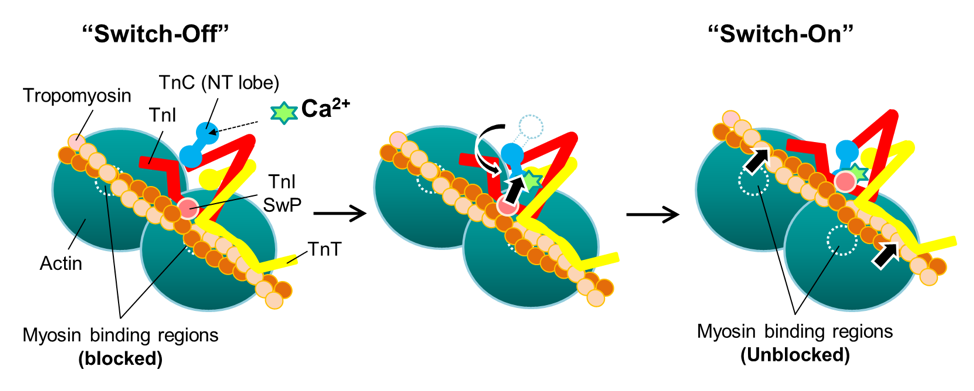 “Switch-Off”
“Switch-On”
TnC (NT lobe)
Tropomyosin
TnI
Ca2+
TnI
SwP
Actin
TnT
Myosin binding regions
(blocked)
Myosin binding regions
(Unblocked)